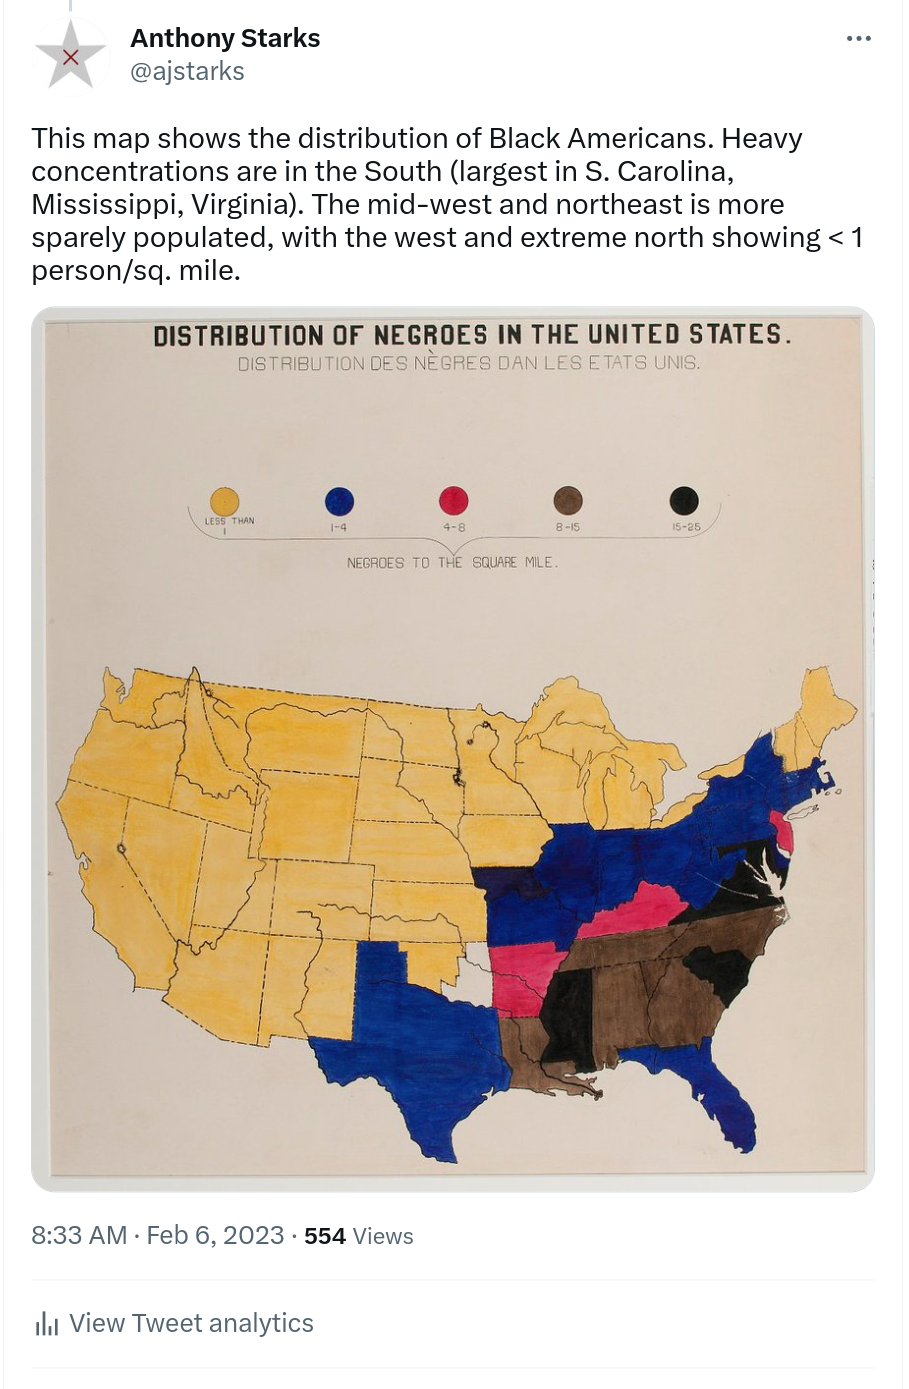 Anthony Starks
@ajstarks
This map shows the distribution of Black Americans. Heavy
concentrations are in the South (largest in S. Carolina,
Mississippi, Virginia). The mid-west and northeast is more
sparely populated, with the west and extreme north showing < 1
person/sq. mile.
DISTRIBUTION OF NEGROES IN THE UNITED STATES.
DISTRIBUTION DES NÈGRES DAN LES ETATS UNIS.
LESS THAN
1
1-4
4-8
8-15
15-25
NEGROES TO THE SQUARE MILE.
8:33 AM · Feb 6, 2023 · 554 Views
View Tweet analytics